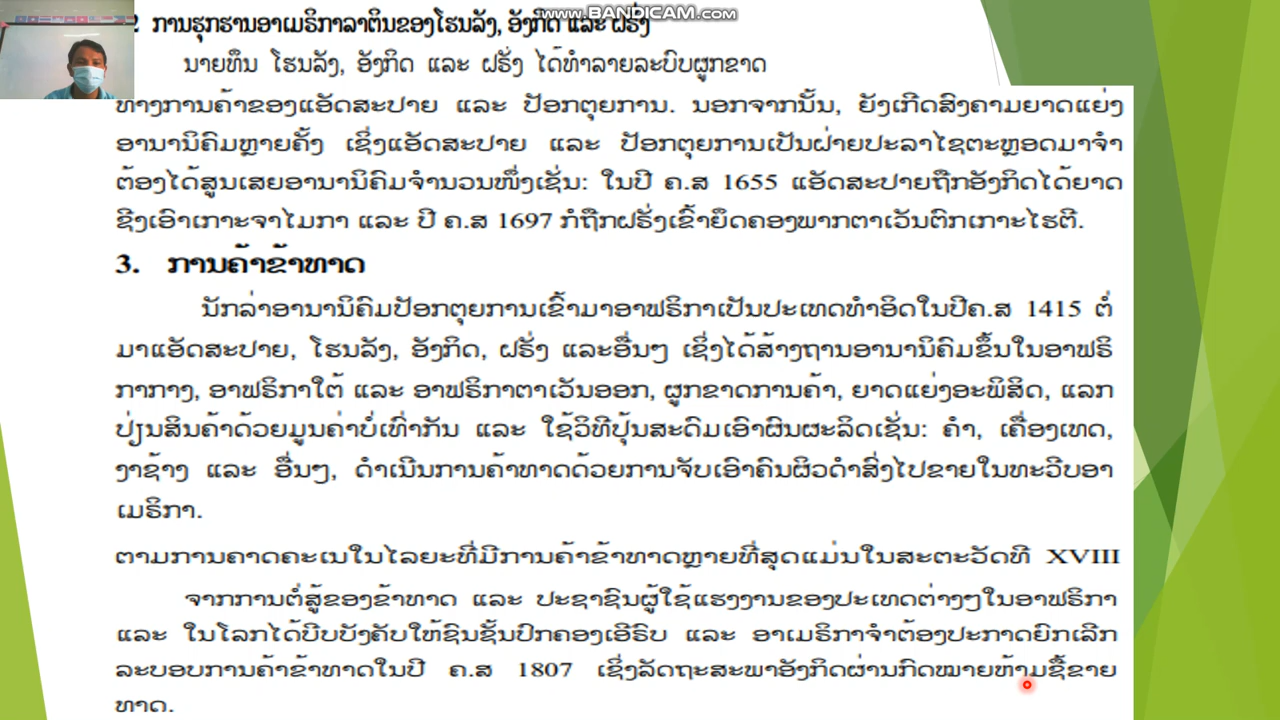 www.BANDICAM.com
2 ການຮຸກຮານອາເມຣິກາລາຕິນຂອງໂຮນລັງ, ອັງກິດ ແລະ ຝຣັ່ງ
ນາຍທຶນ ໂຮນລັງ, ອັງກິດ ແລະ ຝຣັ່ງ ໄດ້ທຳລາຍລະບົບຜູກຂາດ
ທາງການຄ້າຂອງແອັດສະປາຍ ແລະ ປັອກຕຸຍການ. ນອກຈາກນັ້ນ, ຍັງເກີດສົງຄາມຍາດແຍ່ງ
ອານານິຄົມຫຼາຍຄັ້ງ ເຊິ່ງແອັດສະປາຍ ແລະ ປັອກຕຸຍການເປັນຝ່າຍປະລາໄຊຕະຫຼອດມາຈຳ
ຕ້ອງໄດ້ສູນເສຍອານານິຄົມຈຳນວນໜຶ່ງເຊັ່ນ: ໃນປີ ຄ.ສ 1655 ແອັດສະປາຍຖືກອັງກິດໄດ້ຍາດ
ຊີງເອົາເກາະຈາໄມກາ ແລະ ປີ ຄ.ສ 1697 ກໍຖືກຝຣັ່ງເຂົ້າຍຶດຄອງພາກຕາເວັນຕົກເກາະໄຮຕີ.
3. ການຄ້າຂ້າທາດ
ນັກລ່າອານານິຄົມປັອກຕຸຍການເຂົ້າມາອາຟຣິກາເປັນປະເທດທຳອິດໃນປີຄ.ສ 1415 ຕໍ່
ມາແອັດສະປາຍ, ໂຮນລັງ, ອັງກິດ, ຝຣັ່ງ ແລະອື່ນໆ ເຊິ່ງໄດ້ສ້າງຖານອານານິຄົມຂຶ້ນໃນອາຟຣິ
ກາກາງ, ອາຟຣິກາໃຕ້ ແລະ ອາຟຣິກາຕາເວັນອອກ, ຜູກຂາດການຄ້າ, ຍາດແຍ່ງອະພິສິດ, ແລກ
ປ່ຽນສິນຄ້າດ້ວຍມູນຄ່າບໍ່ເທົ່າກັນ ແລະ ໃຊ້ວິທີປຸ້ນສະດົມເອົາຜົນຜະລິດເຊັ່ນ: ຄຳ, ເຄື່ອງເທດ,
ງາຊ້າງ ແລະ ອື່ນໆ, ດຳເນີນການຄ້າທາດດ້ວຍການຈັບເອົາຄົນຜິວດຳສົ່ງໄປຂາຍໃນທະວີບອາ
ເມຣິກາ.
ຕາມການຄາດຄະເນໃນໄລຍະທີ່ມີການຄ້າຂ້າທາດຫຼາຍທີ່ສຸດແມ່ນໃນສະຕະວັດທີ XVIII
ຈາກການຕໍ່ສູ້ຂອງຂ້າທາດ ແລະ ປະຊາຊົນຜູ້ໃຊ້ແຮງງານຂອງປະເທດຕ່າງໆໃນອາຟຣິກາ
ແລະ ໃນໂລກໄດ້ບີບບັງຄັບໃຫ້ຊົນຊັ້ນປົກຄອງເອີຣົບ ແລະ ອາເມຣິກາຈຳຕ້ອງປະກາດຍົກເລີກ
ລະບອບການຄ້າຂ້າທາດໃນປີ ຄ.ສ 1807 ເຊິ່ງລັດຖະສະພາອັງກິດຜ່ານກົດໝາຍຫ້າມຊື້ຂາຍ
ທາດ.